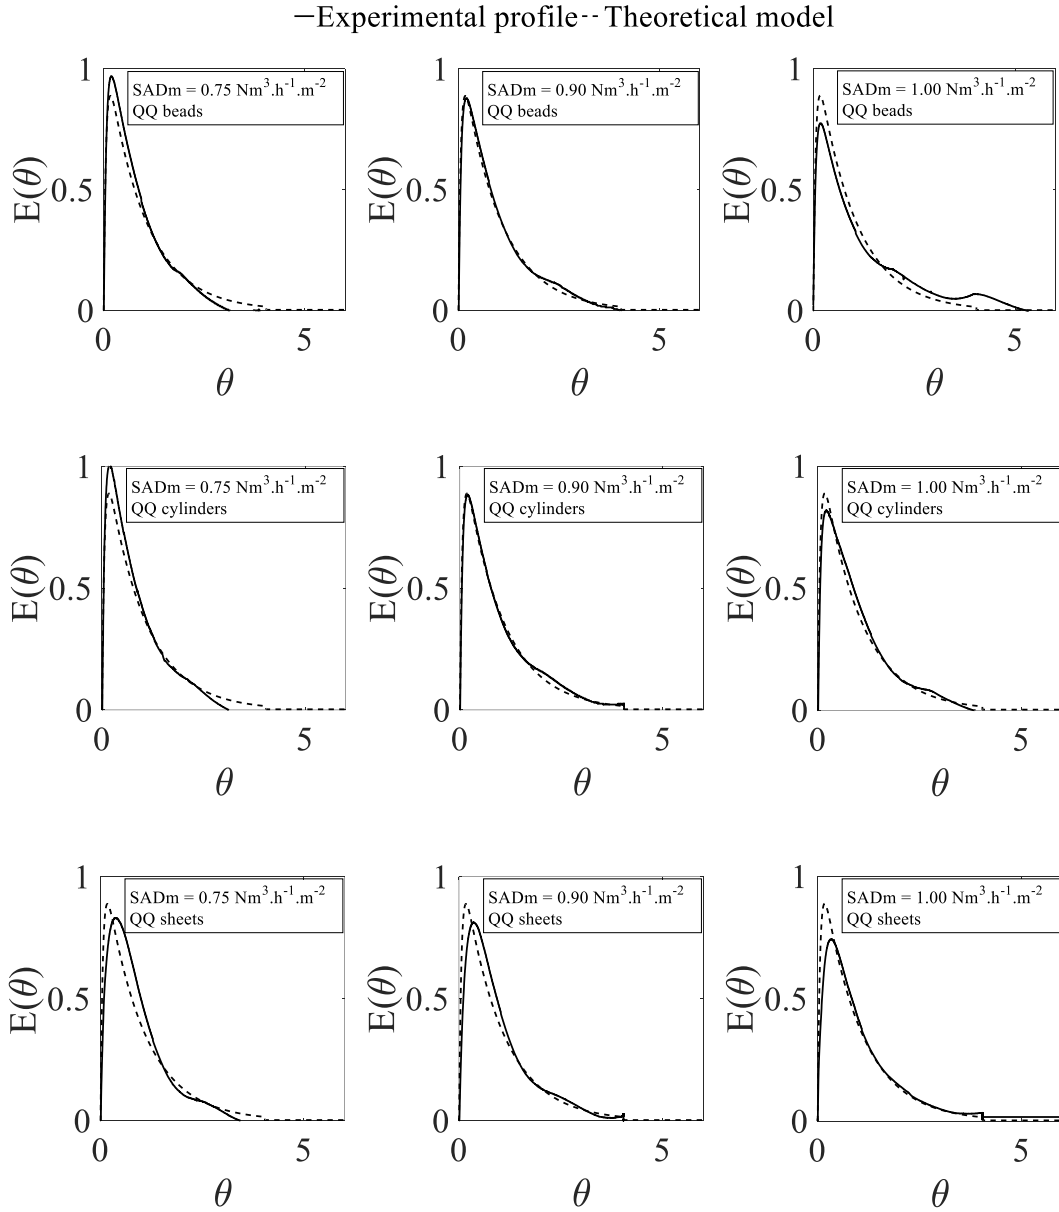 Experimental profile Theoretical model
1
SADm = 0.75 Nm³.h⁻¹.m⁻²
QQ beads
E(θ)
0.5
0
0
5
θ
1
SADm = 0.90 Nm³.h⁻¹.m⁻²
QQ beads
E(θ)
0.5
0
0
5
θ
1
SADm = 1.00 Nm³.h⁻¹.m⁻²
QQ beads
E(θ)
0.5
0
0
5
θ
1
SADm = 0.75 Nm³.h⁻¹.m⁻²
QQ cylinders
E(θ)
0.5
0
0
5
θ
1
SADm = 0.90 Nm³.h⁻¹.m⁻²
QQ cylinders
E(θ)
0.5
0
0
5
θ
1
SADm = 1.00 Nm³.h⁻¹.m⁻²
QQ cylinders
E(θ)
0.5
0
0
5
θ
1
SADm = 0.75 Nm³.h⁻¹.m⁻²
QQ sheets
E(θ)
0.5
0
0
5
θ
1
SADm = 0.90 Nm³.h⁻¹.m⁻²
QQ sheets
E(θ)
0.5
0
0
5
θ
1
SADm = 1.00 Nm³.h⁻¹.m⁻²
QQ sheets
E(θ)
0.5
0
0
5
θ